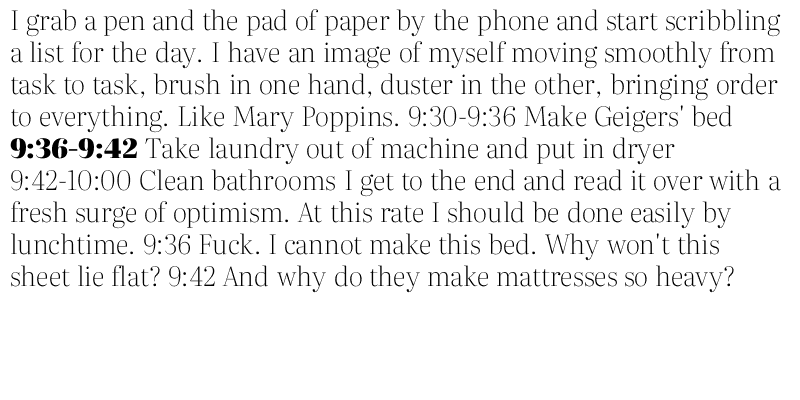 I grab a pen and the pad of paper by the phone and start scribbling
a list for the day. I have an image of myself moving smoothly from
task to task, brush in one hand, duster in the other, bringing order
to everything. Like Mary Poppins. 9:30-9:36 Make Geigers' bed
9:36-9:42 Take laundry out of machine and put in dryer
9:42-10:00 Clean bathrooms I get to the end and read it over with a
fresh surge of optimism. At this rate I should be done easily by
lunchtime. 9:36 Fuck. I cannot make this bed. Why won't this
sheet lie flat? 9:42 And why do they make mattresses so heavy?